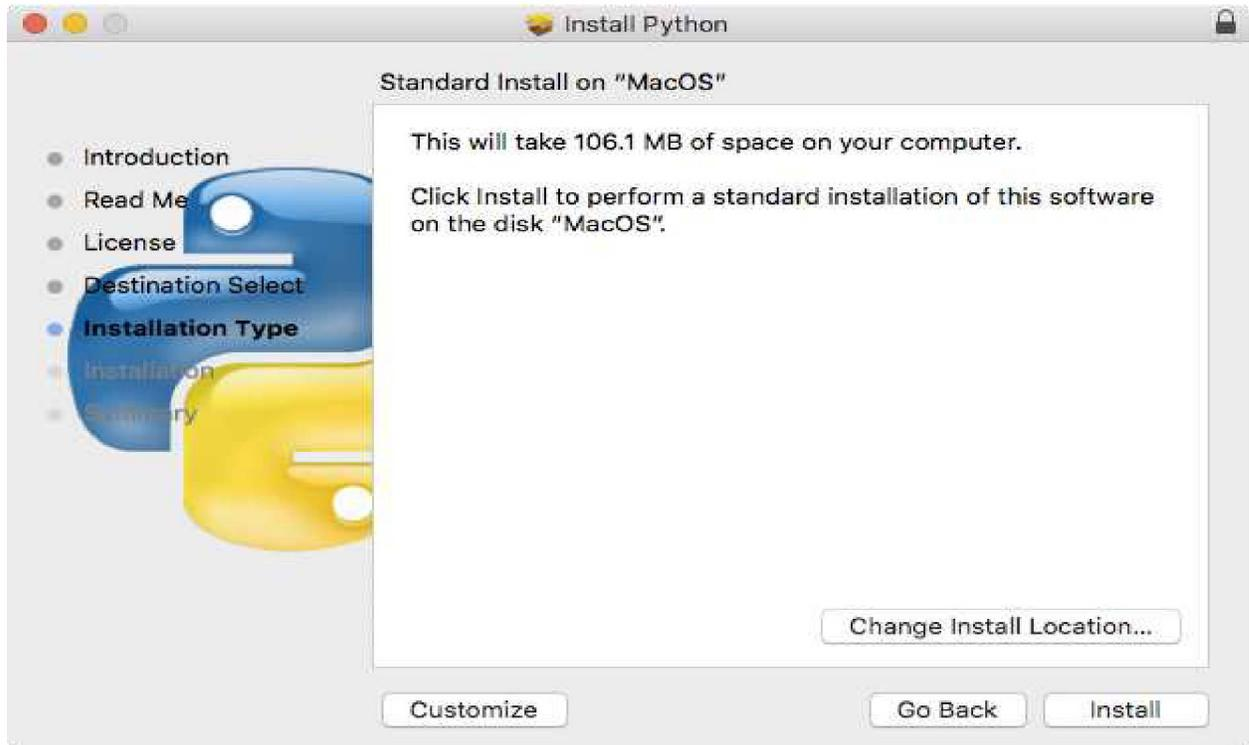 Install Python
Standard Install on "MacOS"
Introduction
Read Me
License
Destination Select
Installation Type
Installation
Summary
This will take 106.1 MB of space on your computer.
Click Install to perform a standard installation of this software
on the disk "MacOS".
Change Install Location...
Customize
Go Back
Install